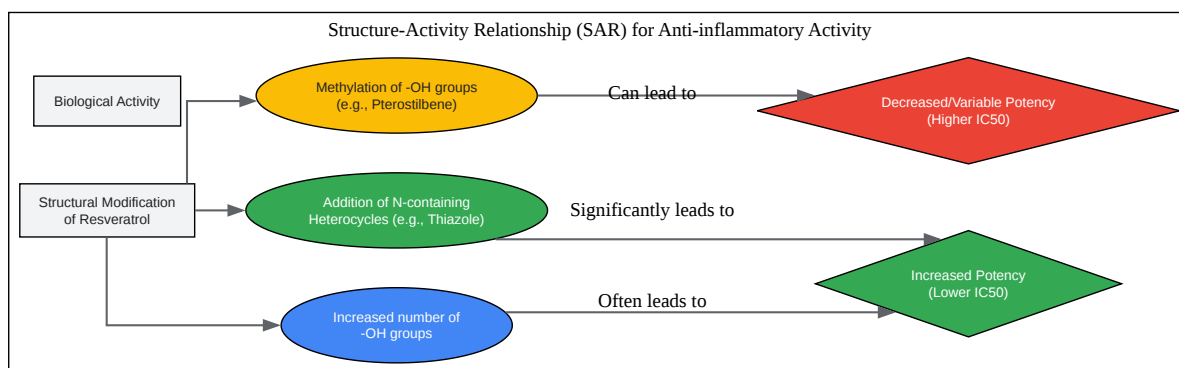 Structure-Activity Relationship (SAR) for Anti-inflammatory Activity
Biological Activity
Methylation of -OH groups
(e.g., Pterostilbene)
Can lead to
Decreased/Variable Potency
(Higher IC50)
Structural Modification
of Resveratrol
Addition of N-containing
Heterocycles (e.g., Thiazole)
Significantly leads to
Increased Potency
(Lower IC50)
Increased number of
-OH groups
Often leads to